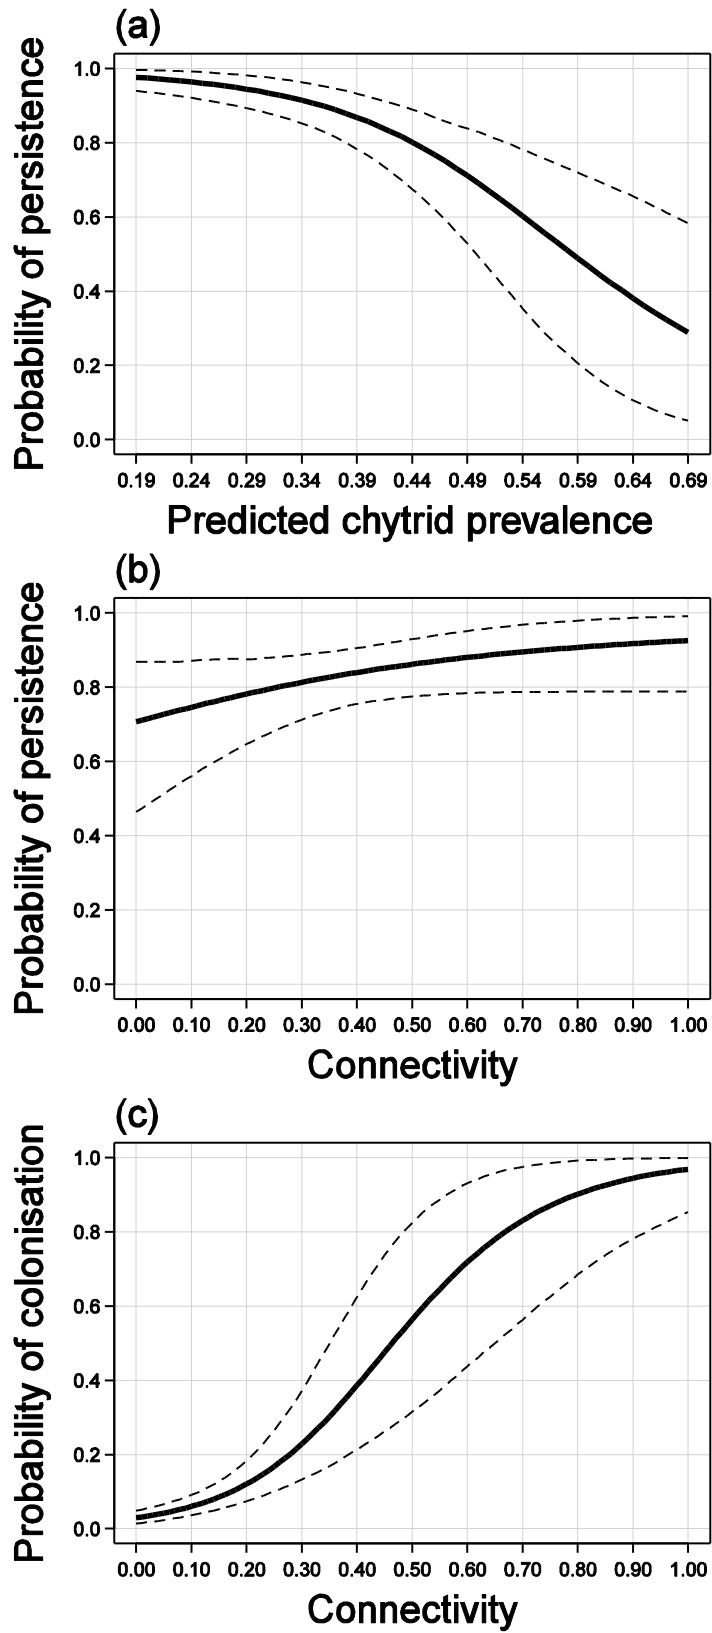 (a)
Probability of persistence
1.0
0.8
0.6
0.4
0.2
0.0
0.19 0.24 0.29 0.34 0.39 0.44 0.49 0.54 0.59 0.64 0.69
Predicted chytrid prevalence
(b)
Probability of persistence
1.0
0.8
0.6
0.4
0.2
0.0
0.00 0.10 0.20 0.30 0.40 0.50 0.60 0.70 0.80 0.90 1.00
Connectivity
(c)
Probability of colonisation
1.0
0.8
0.6
0.4
0.2
0.0
0.00 0.10 0.20 0.30 0.40 0.50 0.60 0.70 0.80 0.90 1.00
Connectivity